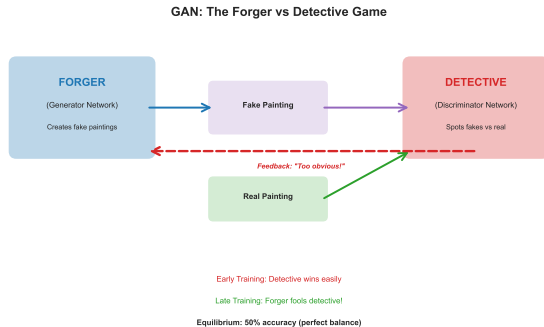 GAN: The Forger vs Detective Game
FORGER
(Generator Network)
Creates fake paintings
Fake Painting
DETECTIVE
(Discriminator Network)
Spots fakes vs real
Feedback: "Too obvious!"
Real Painting
Early Training: Detective wins easily
Late Training: Forger fools detective!
Equilibrium: 50% accuracy (perfect balance)